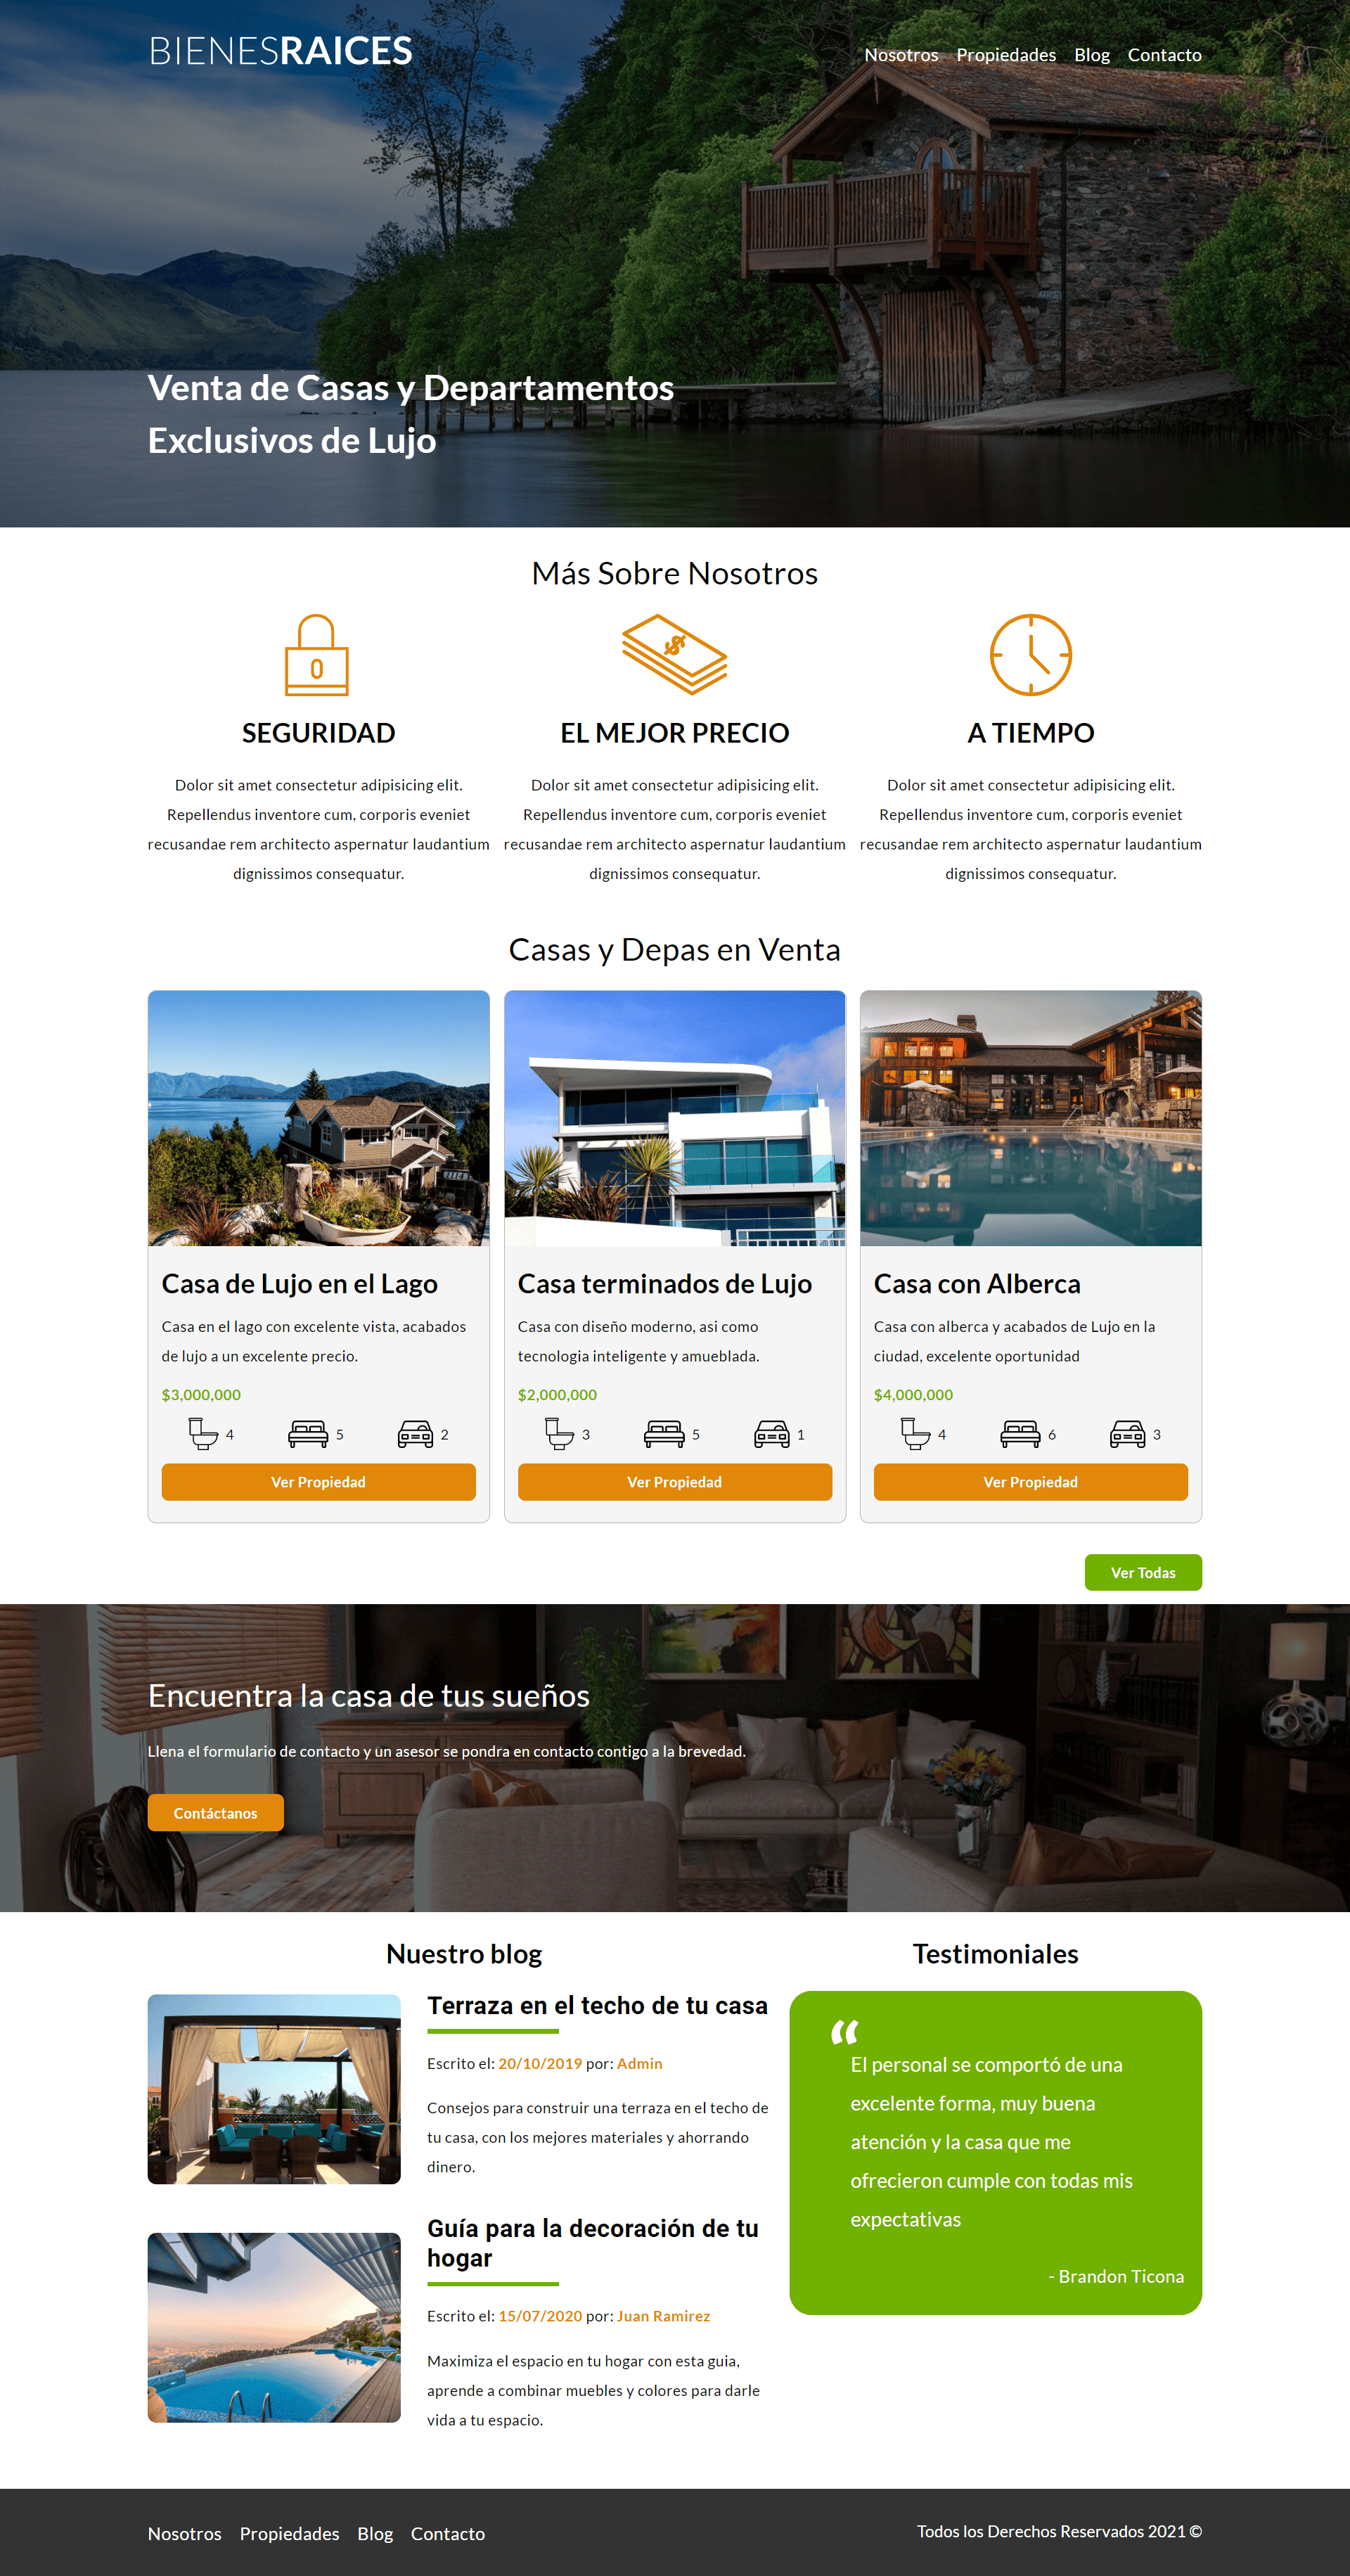 BIENESRAICES
Nosotros Propiedades Blog Contacto
Venta de Casas y Departamentos
Exclusivos de Lujo
Más Sobre Nosotros
SEGURIDAD
Dolor sit amet consectetur adipisicing elit.
Repellendus inventore cum, corporis eveniet
recusandae rem architecto aspernatur laudantium
dignissimos consequatur.
EL MEJOR PRECIO
Dolor sit amet consectetur adipisicing elit.
Repellendus inventore cum, corporis eveniet
recusandae rem architecto aspernatur laudantium
dignissimos consequatur.
A TIEMPO
Dolor sit amet consectetur adipisicing elit.
Repellendus inventore cum, corporis eveniet
recusandae rem architecto aspernatur laudantium
dignissimos consequatur.
Casas y Depas en Venta
Casa de Lujo en el Lago
Casa en el lago con excelente vista, acabados
de lujo a un excelente precio.
$3,000,000
4 5 2
Ver Propiedad
Casa terminados de Lujo
Casa con diseño moderno, asi como
tecnologia inteligente y amueblada.
$2,000,000
3 5 1
Ver Propiedad
Casa con Alberca
Casa con alberca y acabados de Lujo en la
ciudad, excelente oportunidad
$4,000,000
4 6 3
Ver Propiedad
Ver Todas
Encuentra la casa de tus sueños
Llena el formulario de contacto y un asesor se pondra en contacto contigo a la brevedad.
Contáctanos
Nuestro blog
Terraza en el techo de tu casa
Escrito el: 20/10/2019 por: Admin
Consejos para construir una terraza en el techo de
tu casa, con los mejores materiales y ahorrando
dinero.
Guía para la decoración de tu
hogar
Escrito el: 15/07/2020 por: Juan Ramirez
Maximiza el espacio en tu hogar con esta guia,
aprende a combinar muebles y colores para darle
vida a tu espacio.
Testimoniales
“
El personal se comportó de una
excelente forma, muy buena
atención y la casa que me
ofrecieron cumple con todas mis
expectativas
- Brandon Ticona
Nosotros Propiedades Blog Contacto
Todos los Derechos Reservados 2021 ©